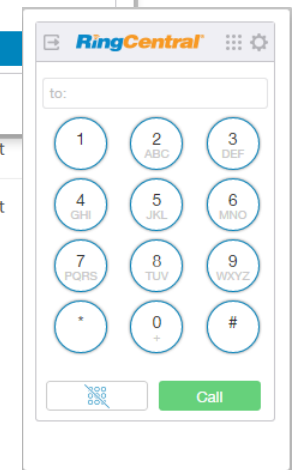 RingCentral
to:
1 2 3
ABC DEF
4 5 6
GHI JKL MNO
7 8 9
PQRS TUV WXYZ
* 0 #
+
Call
t
t